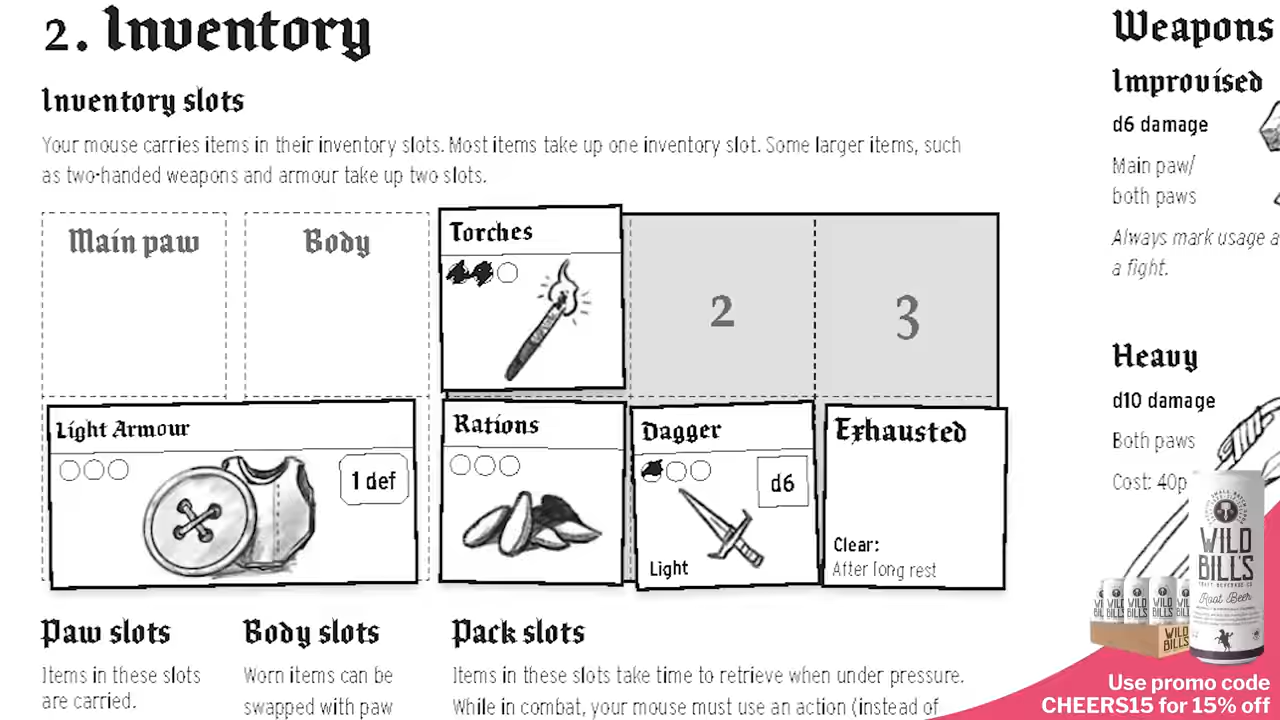 2. Inventory
Inventory slots
Your mouse carries items in their inventory slots. Most items take up one inventory slot. Some larger items, such
as two-handed weapons and armour take up two slots.
Main paw
Body
Torches
2
3
Light Armour
1 def
Rations
Dagger
d6
Light
Exhausted
Clear:
After long rest
Paw slots
Items in these slots
are carried.
Body slots
Worn items can be
swapped with paw
Pack slots
Items in these slots take time to retrieve when under pressure.
While in combat, your mouse must use an action (instead of
Weapons
Improvised
d6 damage
Main paw/
both paws
Always mark usage a
a fight.
Heavy
d10 damage
Both paws
Cost: 40p
WILD
BILL'S
Root Beer
WILD
BILL'S
Use promo code
CHEERS15 for 15% off